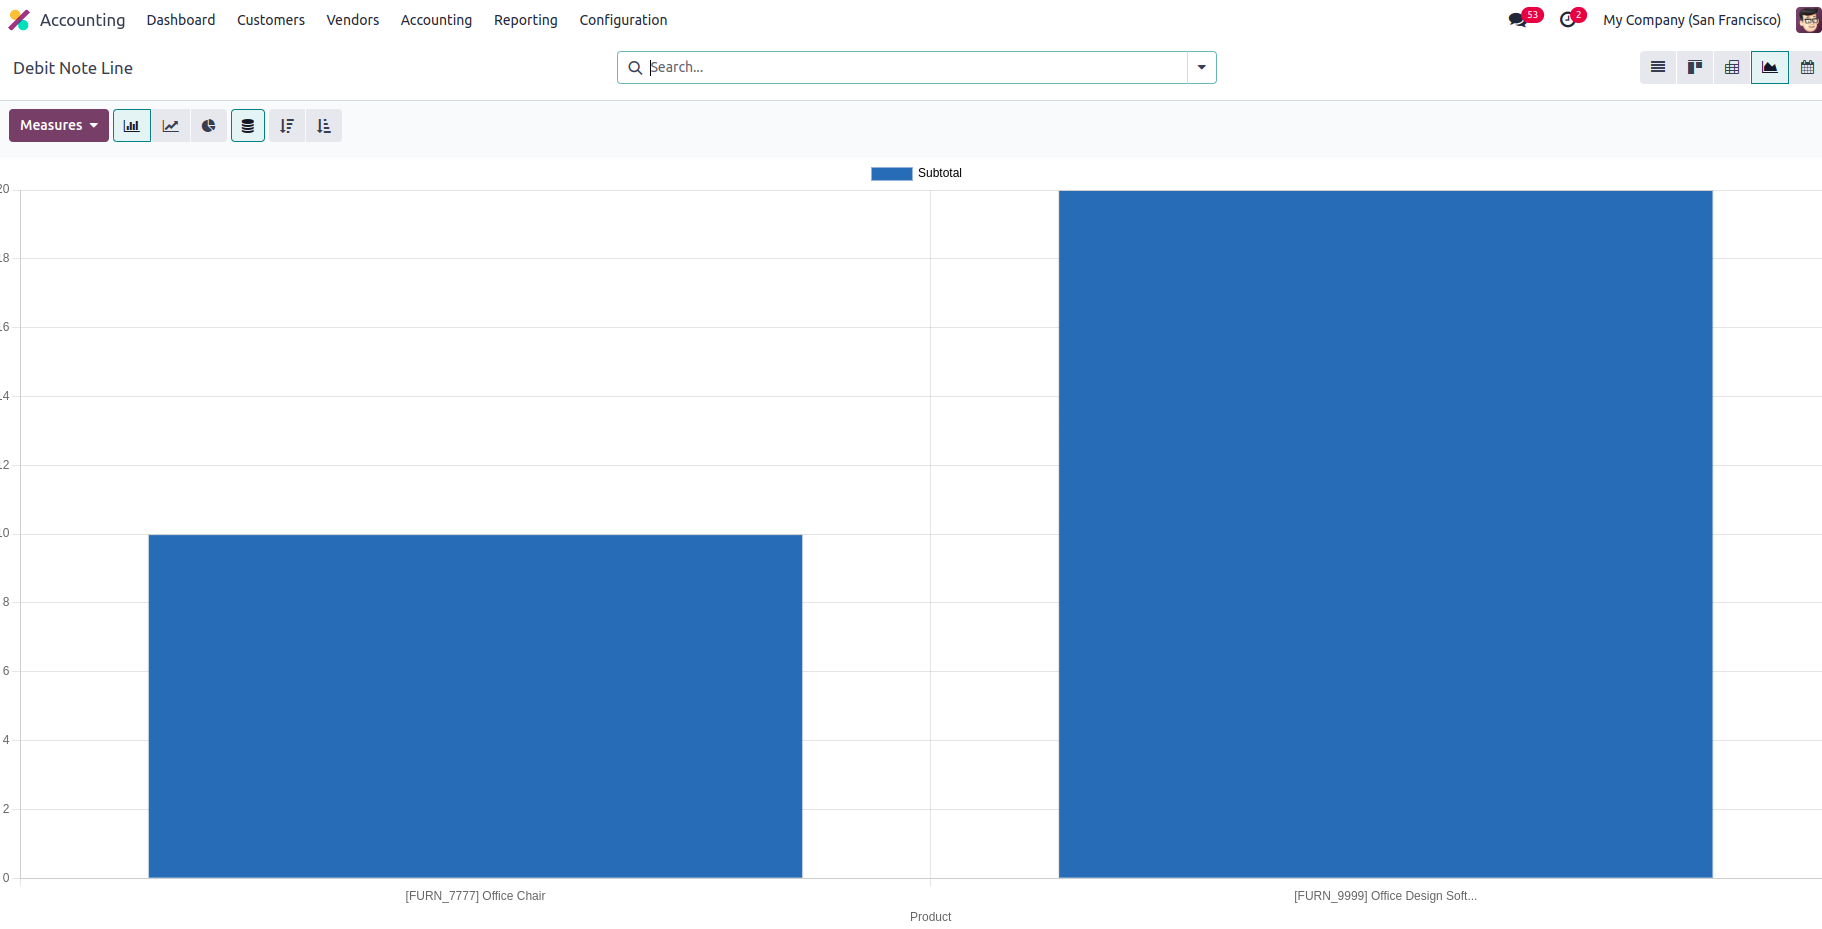 Accounting Dashboard Customers Vendors Accounting Reporting Configuration 53 2 My Company (San Francisco)
Debit Note Line Search...
Measures
Subtotal
20
18
16
14
12
10
8
6
4
2
0
[FURN_7777] Office Chair [FURN_9999] Office Design Soft...
Product